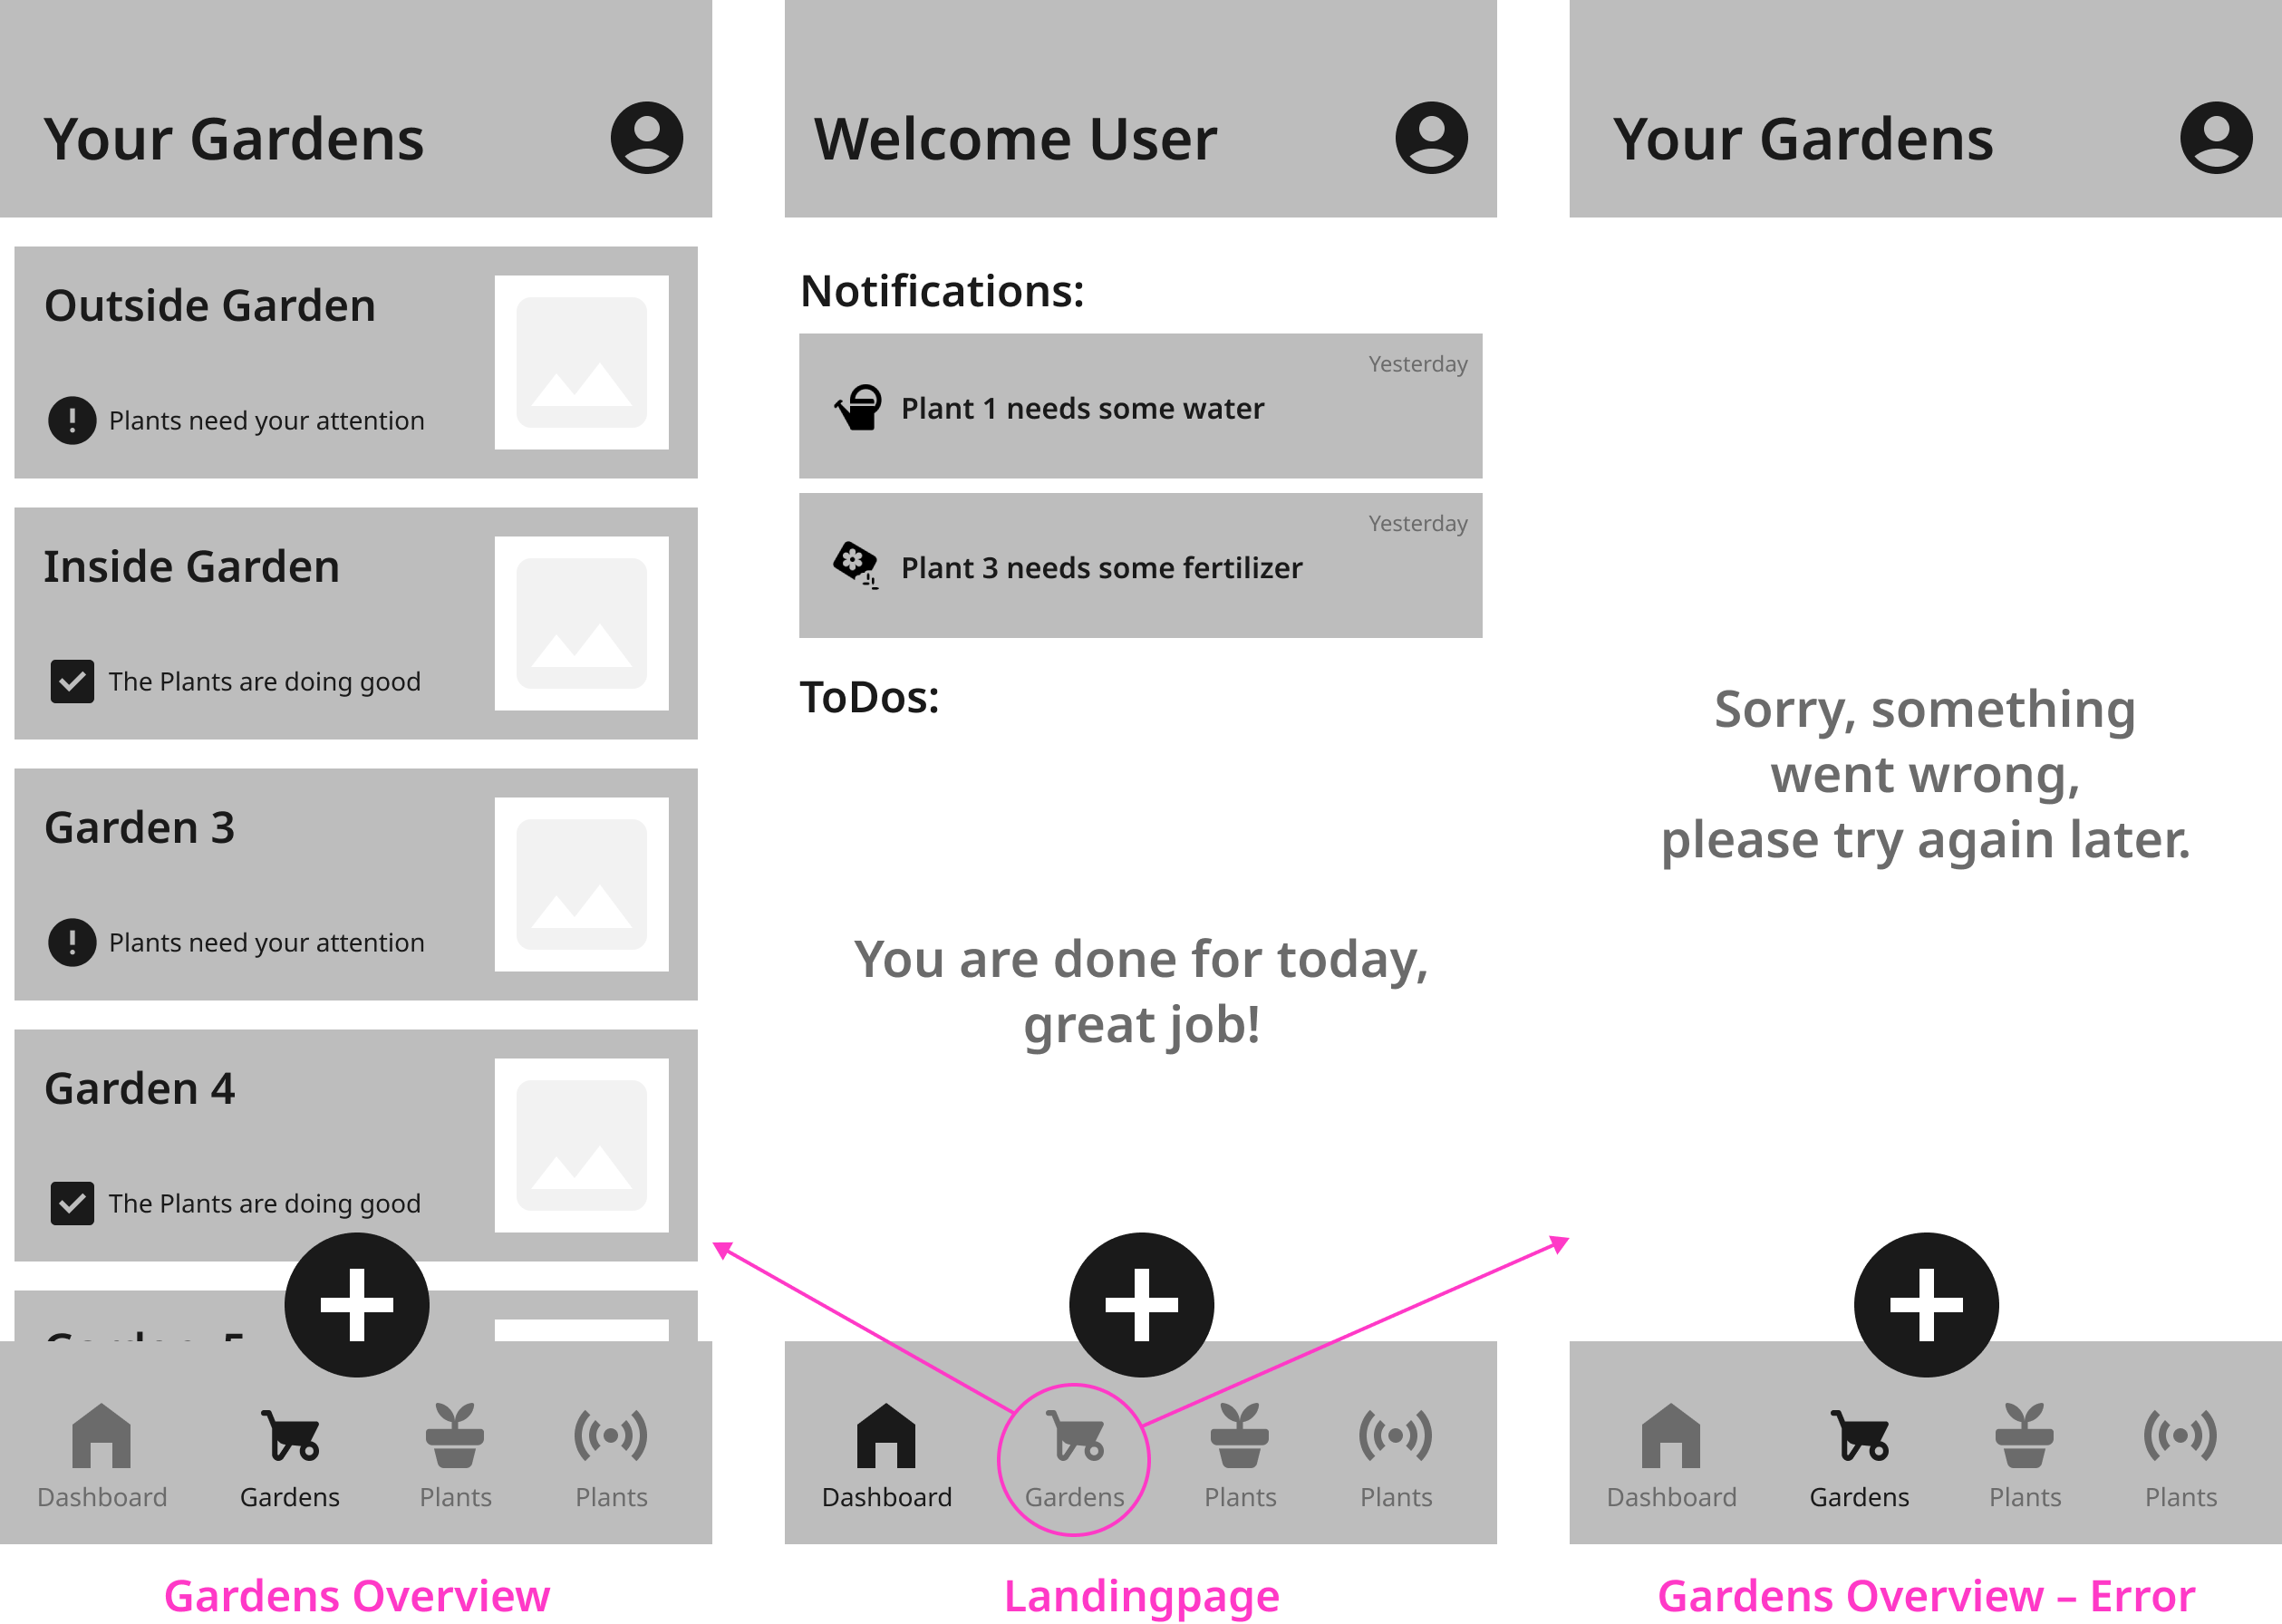 Your Gardens
Outside Garden
Plants need your attention
Inside Garden
The Plants are doing good
Garden 3
Plants need your attention
Garden 4
The Plants are doing good
Garden 5
Dashboard
Gardens
Plants
Plants
Gardens Overview
Welcome User
Notifications:
Yesterday
Plant 1 needs some water
Yesterday
Plant 3 needs some fertilizer
ToDos:
You are done for today,
great job!
Dashboard
Gardens
Plants
Plants
Landingpage
Your Gardens
Sorry, something
went wrong,
please try again later.
Dashboard
Gardens
Plants
Plants
Gardens Overview – Error